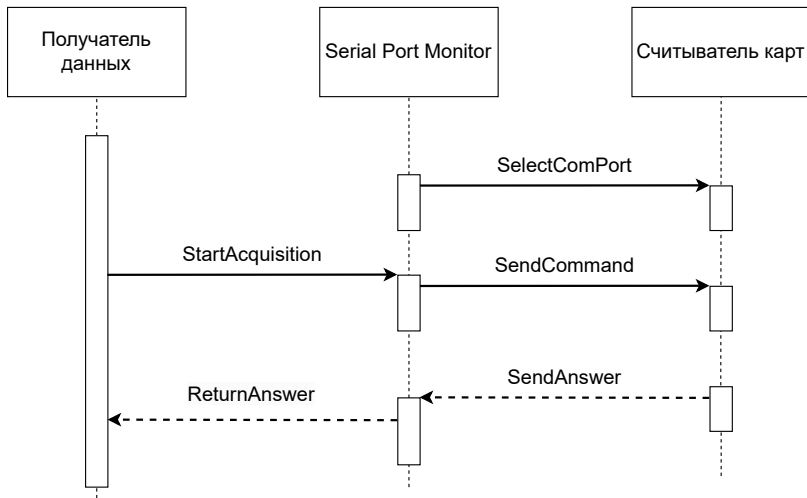 Получатель
данных
Serial Port Monitor
Считыватель карт
SelectComPort
StartAcquisition
SendCommand
SendAnswer
ReturnAnswer